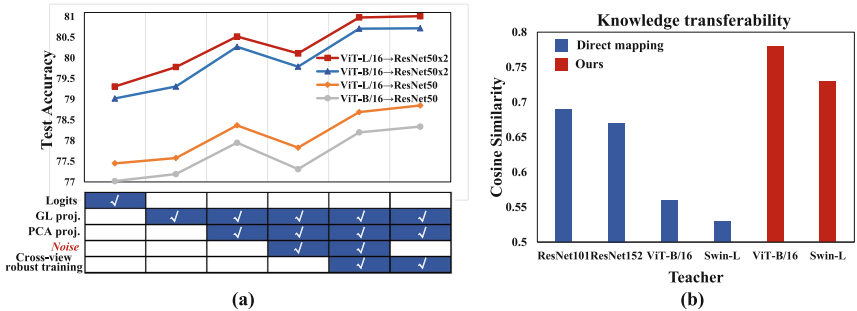 81
80.5
80
79.5
79
78.5
78
77.5
77
Test Accuracy
ViT-L/16→ResNet50x2
ViT-B/16→ResNet50x2
ViT-L/16→ResNet50
ViT-B/16→ResNet50
Logits √
GL proj. √ √ √ √ √
PCA proj. √ √ √ √
Noise √ √
Cross-view
robust training √ √
(a)
Knowledge transferability
Direct mapping
Ours
0.8
0.75
0.7
0.65
0.6
0.55
0.5
Cosine Similarity
ResNet101 ResNet152 ViT-B/16 Swin-L ViT-B/16 Swin-L
Teacher
(b)